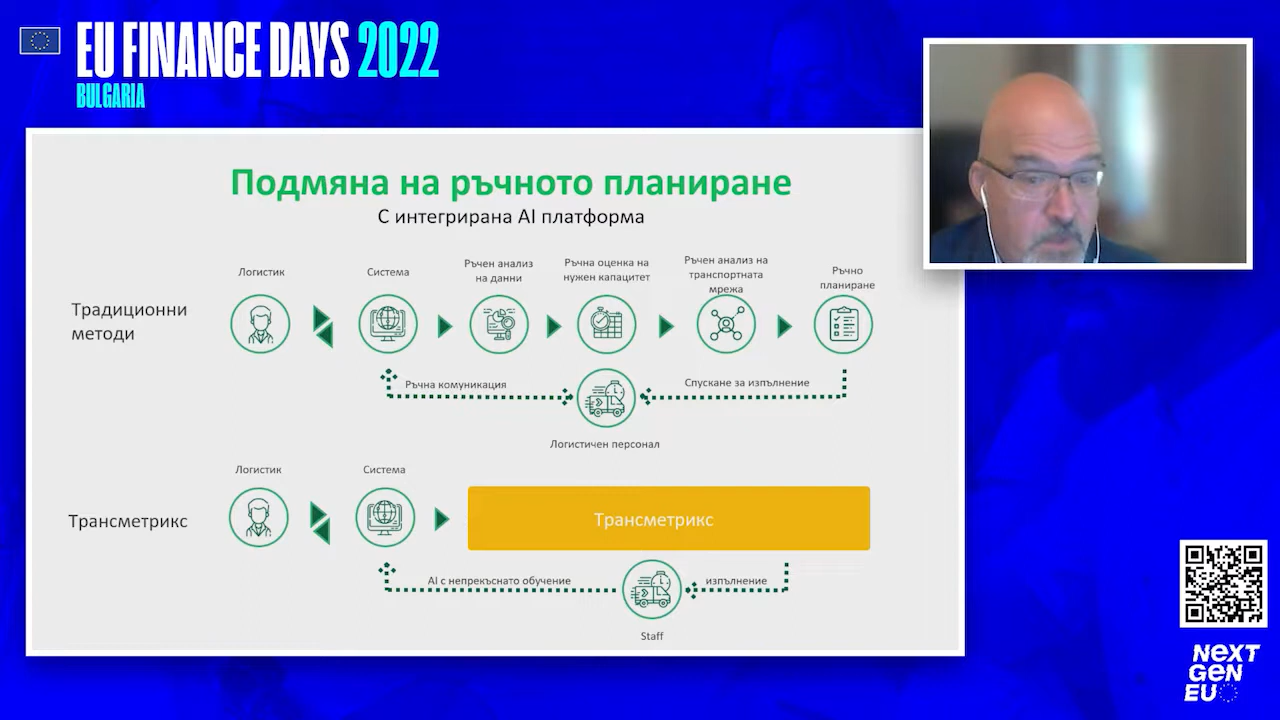 EU FINANCE DAYS 2022
BULGARIA
Подмяна на ръчното планиране
С интегрирана AI платформа
Традиционни
методи
Логистик
Система
Ръчен анализ
на данни
Ръчна оценка на
нужен капацитет
Ръчен анализ на
транспортната
мрежа
Ръчно
планиране
Ръчна комуникация
Спускане за изпълнение
Логистичен персонал
Трансметрикс
Логистик
Система
Трансметрикс
AI с непрекъснато обучение
изпълнение
Staff
NEXT
GEN
EU